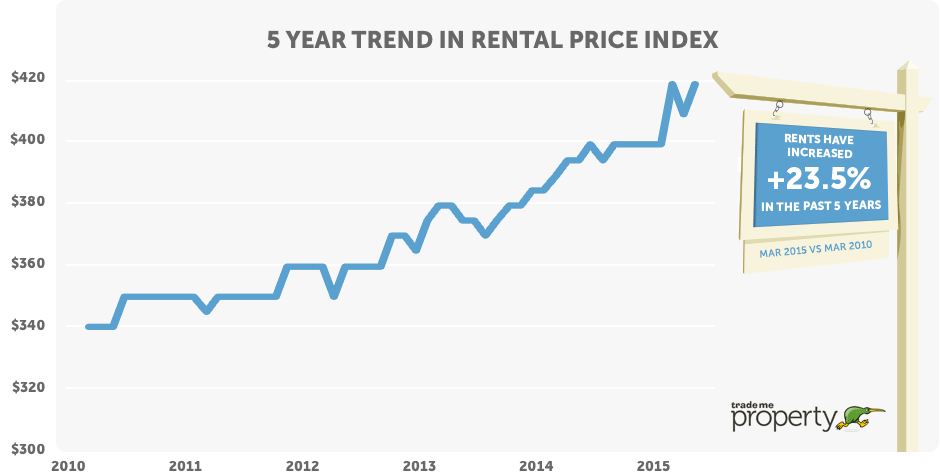 5 YEAR TREND IN RENTAL PRICE INDEX
$420
$400
$380
$360
$340
$320
$300
2010
2011
2012
2013
2014
2015
RENTS HAVE
INCREASED
+23.5%
IN THE PAST 5 YEARS
MAR 2015 VS MAR 2010
trade me
property